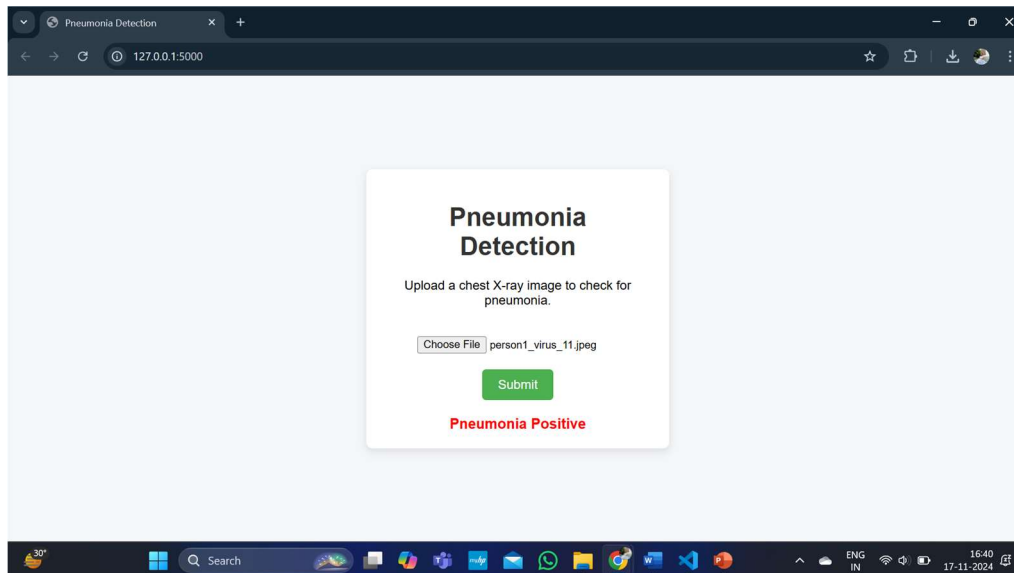 Pneumonia Detection
127.0.0.1:5000
Pneumonia
Detection
Upload a chest X-ray image to check for
pneumonia.
Choose File person1_virus_11.jpeg
Submit
Pneumonia Positive
30°
Search
ENG
IN
16:40
17-11-2024